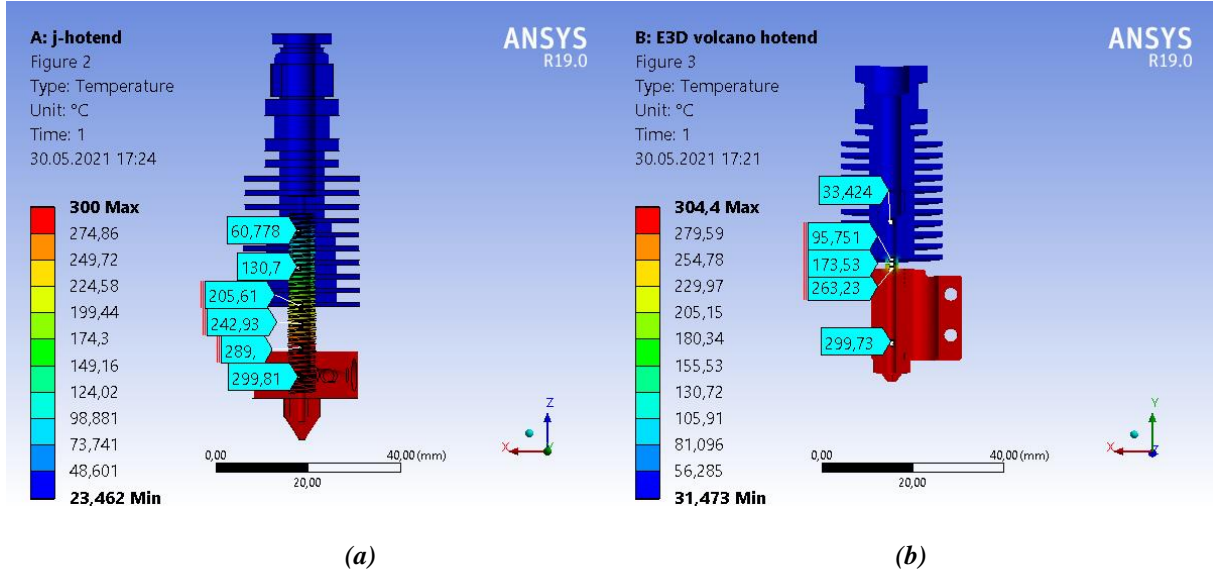 A: j-hotend
Figure 2
Type: Temperature
Unit: °C
Time: 1
30.05.2021 17:24
ANSYS
R19.0
300 Max
274,86
249,72
224,58
199,44
174,3
149,16
124,02
98,881
73,741
48,601
23,462 Min
60,778
130,7
205,61
242,93
289,
299,81
0,00
40,00 (mm)
20,00
Z
X
Y
(a)
B: E3D volcano hotend
Figure 3
Type: Temperature
Unit: °C
Time: 1
30.05.2021 17:21
ANSYS
R19.0
304,4 Max
279,59
254,78
229,97
205,15
180,34
155,53
130,72
105,91
81,096
56,285
31,473 Min
33,424
95,751
173,53
263,23
299,73
0,00
40,00 (mm)
20,00
Y
X
Z
(b)